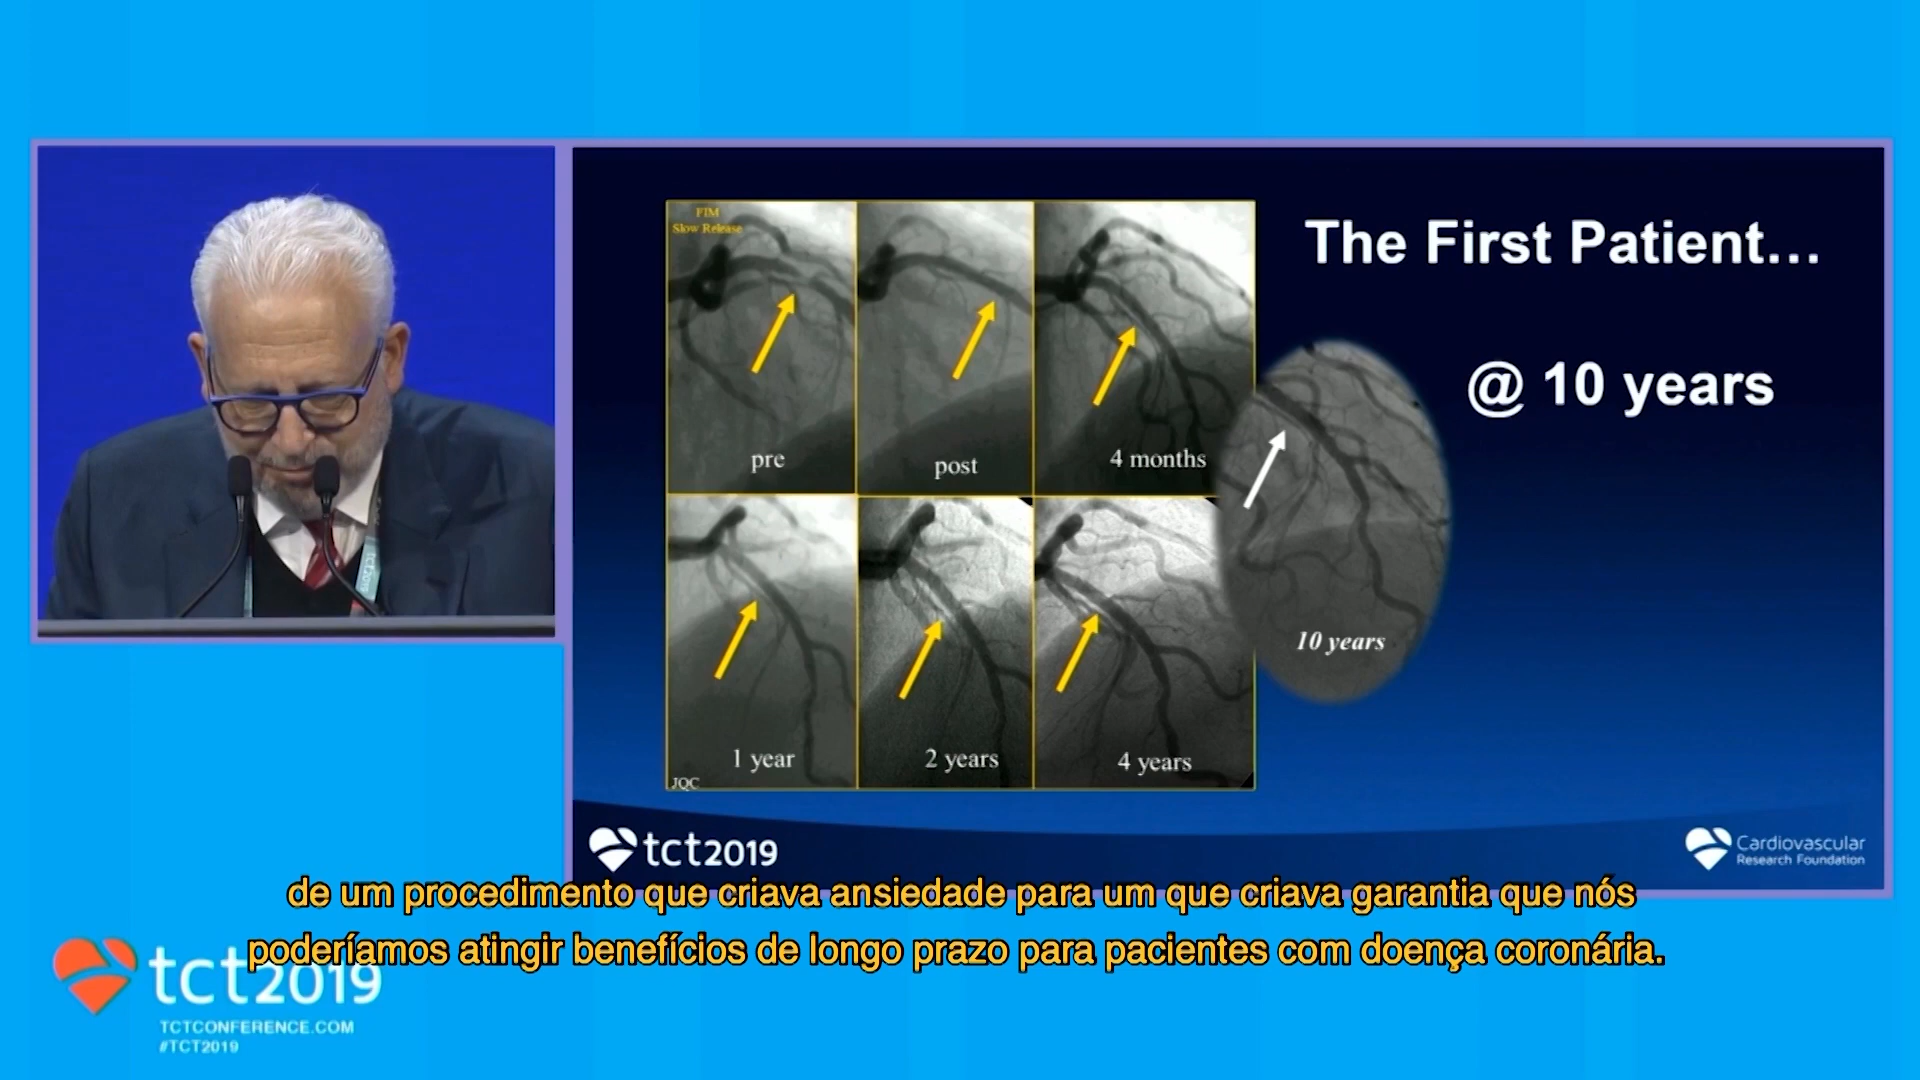 FIM
Slow Release
pre
post
4 months
1 year
2 years
4 years
JQC
The First Patient...
@ 10 years
10 years
tct2019
Cardiovascular
Research Foundation
de um procedimento que criava ansiedade para um que criava garantia que nós
poderíamos atingir benefícios de longo prazo para pacientes com doença coronária.
tct2019
TCTCONFERENCE.COM
#TCT2019
tct2019